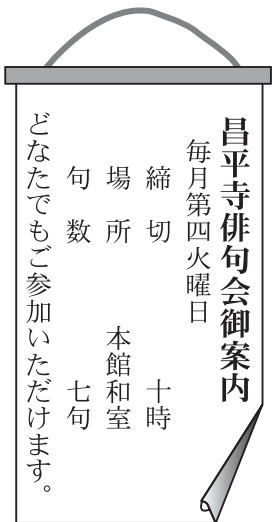 昌平寺俳句会御案内
毎月第四火曜日
締切 十時
場所 本館和室
句数 七句
どなたでもご参加いただけます。